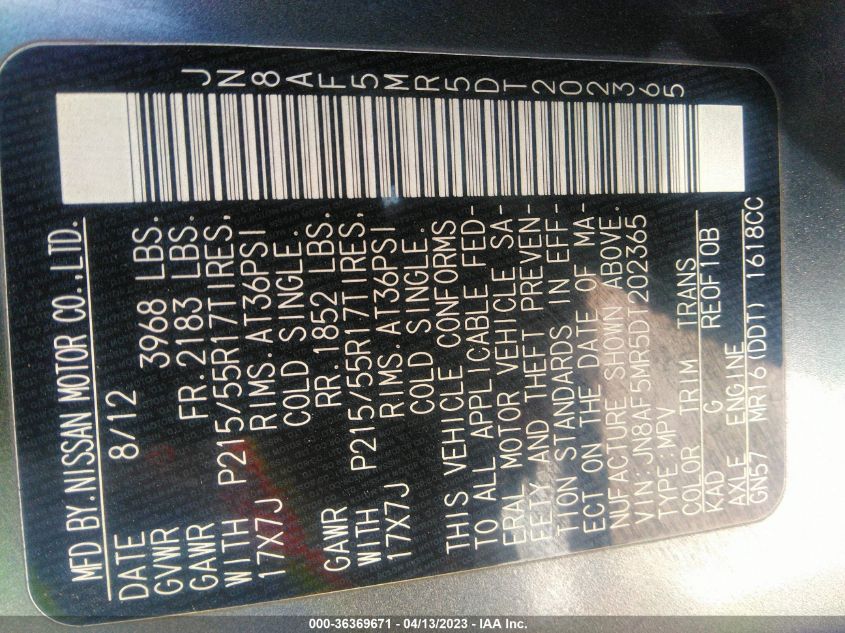 JN8AF5MR5DT202365
MFD BY.NISSAN MOTOR CO.,LTD.
DATE 8/12
GVWR 3968 LBS.
GAWR FR.2183 LBS.
WITH P215/55R17TIRES,
17X7J RIMS.AT36PSI
COLD SINGLE.
GAWR RR.1852 LBS.
WITH P215/55R17TIRES,
17X7J RIMS.AT36PSI
COLD SINGLE.
THIS VEHICLE CONFORMS
TO ALL APPLICABLE FED-
ERAL MOTOR VEHICLE SA-
FETY AND THEFT PREVEN-
TION STANDARDS IN EFF-
ECT ON THE DATE OF MA-
NUFACTURE SHOWN ABOVE.
VIN:JN8AF5MR5DT202365
TYPE:MPV
COLOR TRIM TRANS
KAD G RE0F10B
AXLE ENGINE
GN57 MR16(DDT) 1618CC
000-36369671 - 04/13/2023 - IAA Inc.